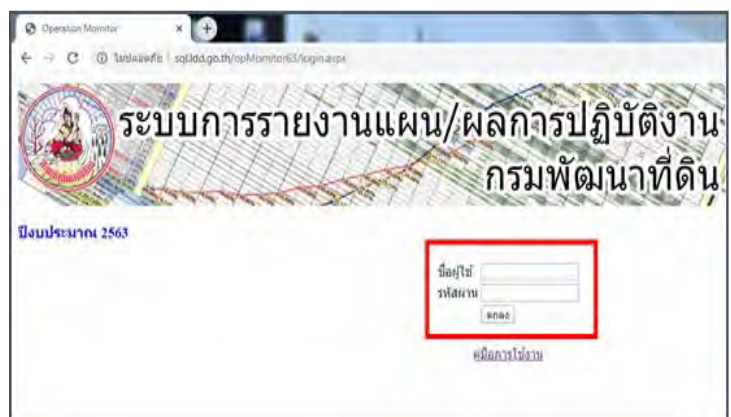 Operation Mornitor
ไม่ปลอดภัย | sql.ldd.go.th/opMornitor63/login.aspx
ระบบการรายงานแผน/ผลการปฏิบัติงาน
กรมพัฒนาที่ดิน
ปีงบประมาณ 2563
ชื่อผู้ใช้
รหัสผ่าน
ตกลง
คู่มือการใช้งาน